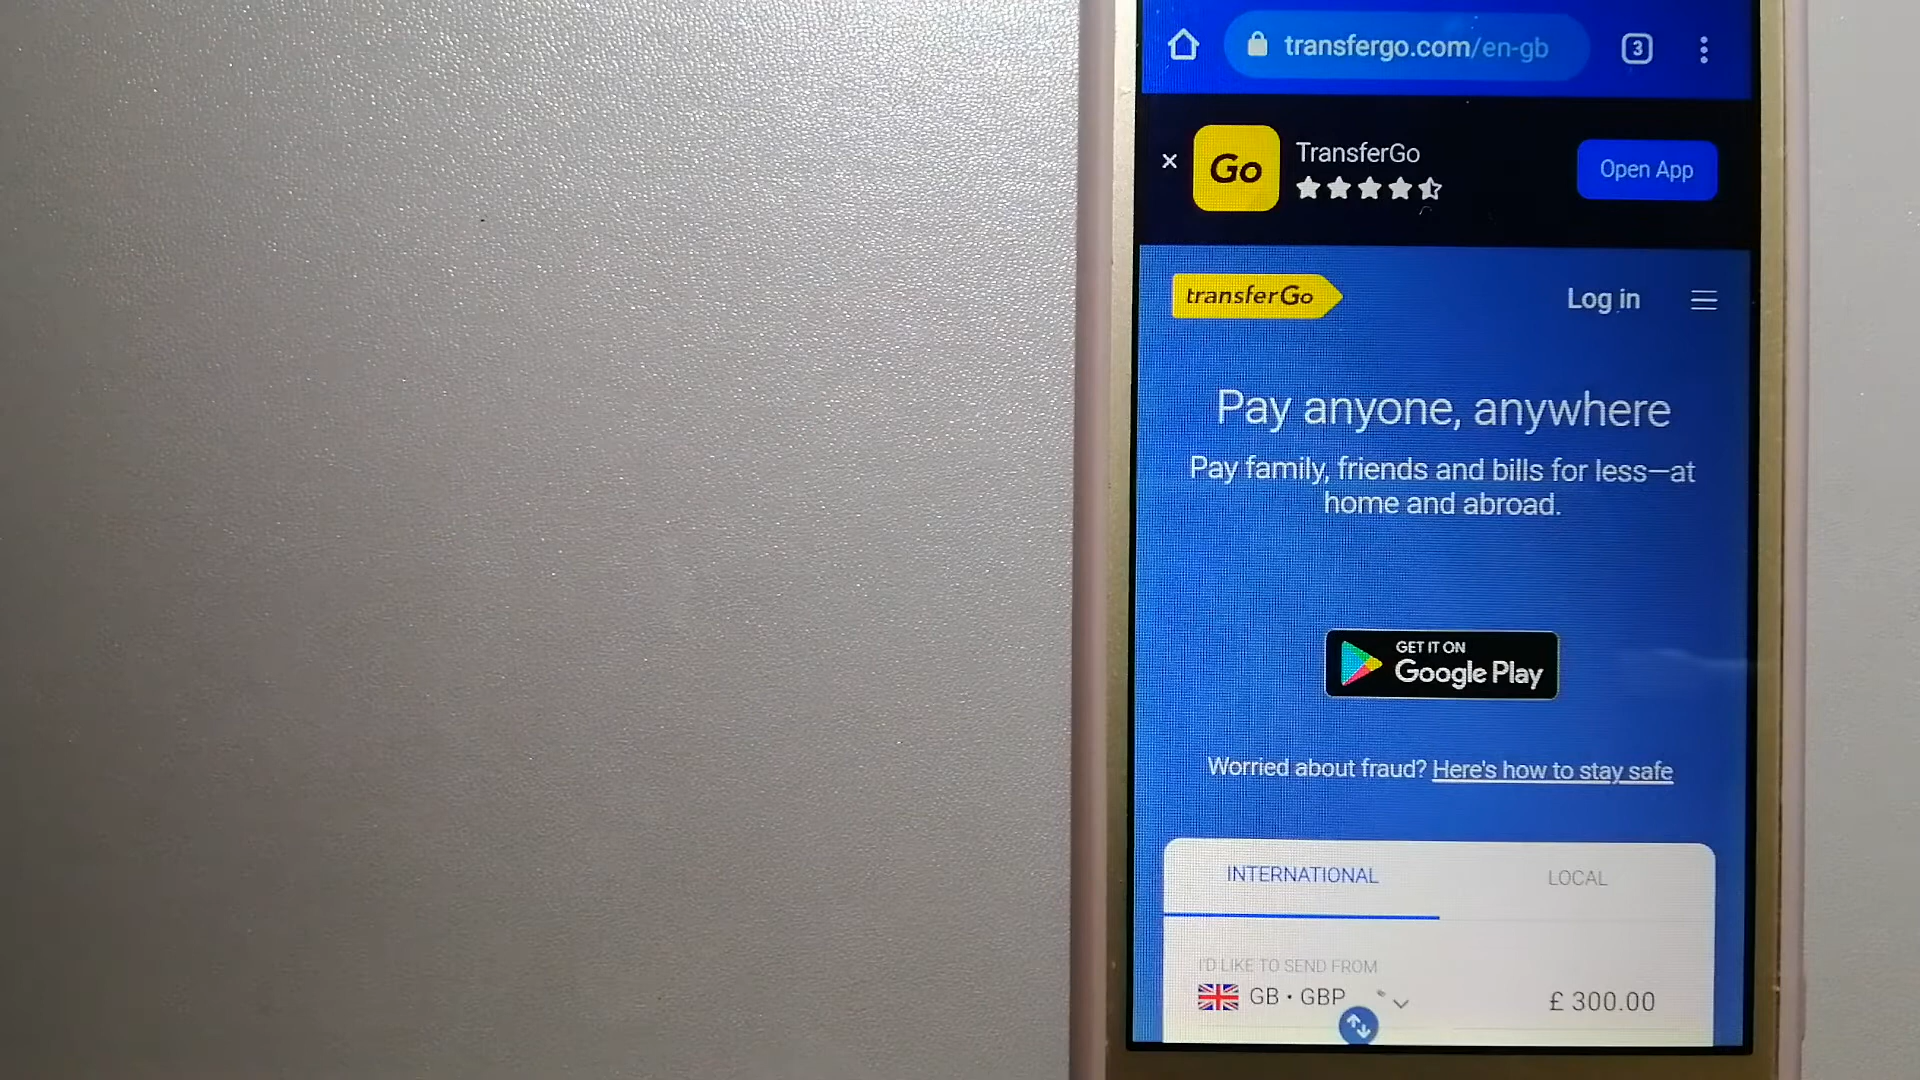 transfergo.com/en-gb
3
Go
TransferGo
Open App
transferGo
Log in
Pay anyone, anywhere
Pay family, friends and bills for less—at
home and abroad.
GET IT ON
Google Play
Worried about fraud? Here's how to stay safe
INTERNATIONAL
LOCAL
I'D LIKE TO SEND FROM
GB • GBP
£ 300.00